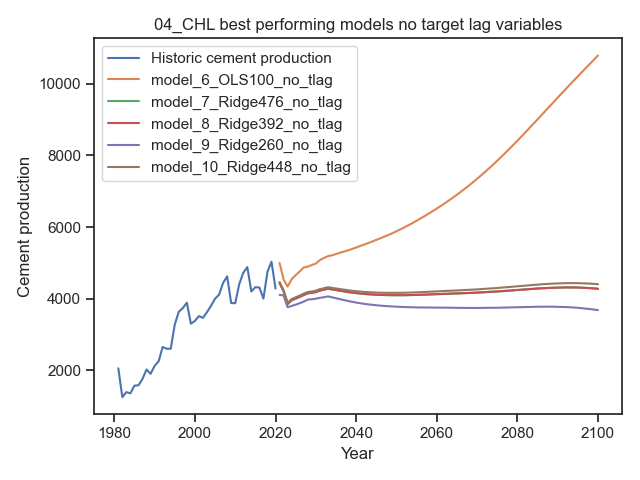 04_CHL best performing models no target lag variables
Historic cement production
model_6_OLS100_no_tlag
model_7_Ridge476_no_tlag
model_8_Ridge392_no_tlag
model_9_Ridge260_no_tlag
model_10_Ridge448_no_tlag
Cement production
10000
8000
6000
4000
2000
1980 2000 2020 2040 2060 2080 2100
Year